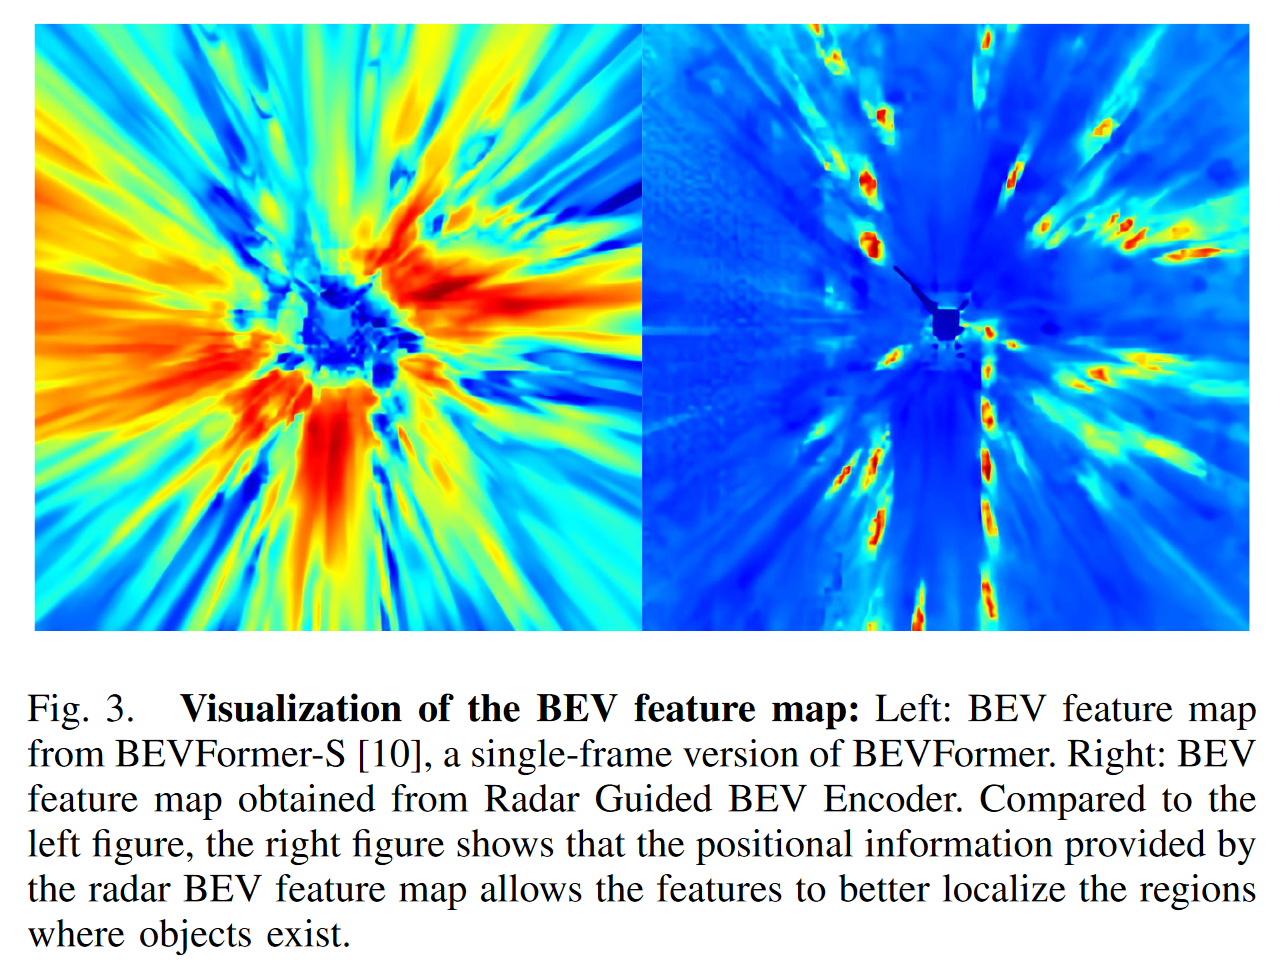 Fig. 3. Visualization of the BEV feature map: Left: BEV feature map
from BEVFormer-S [10], a single-frame version of BEVFormer. Right: BEV
feature map obtained from Radar Guided BEV Encoder. Compared to the
left figure, the right figure shows that the positional information provided by
the radar BEV feature map allows the features to better localize the regions
where objects exist.